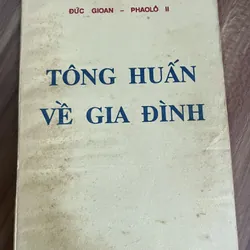 ĐỨC GIOAN – PHAOLÔ II
TÔNG HUẤN
VỀ GIA ĐÌNH